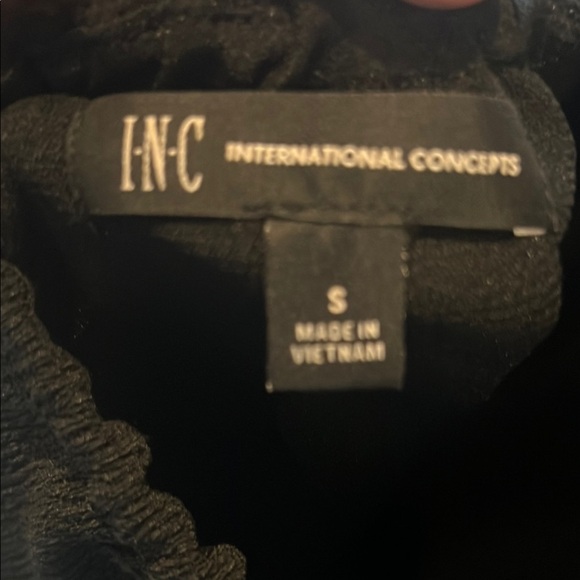 I·N·C INTERNATIONAL CONCEPTS
S
MADE IN
VIETNAM